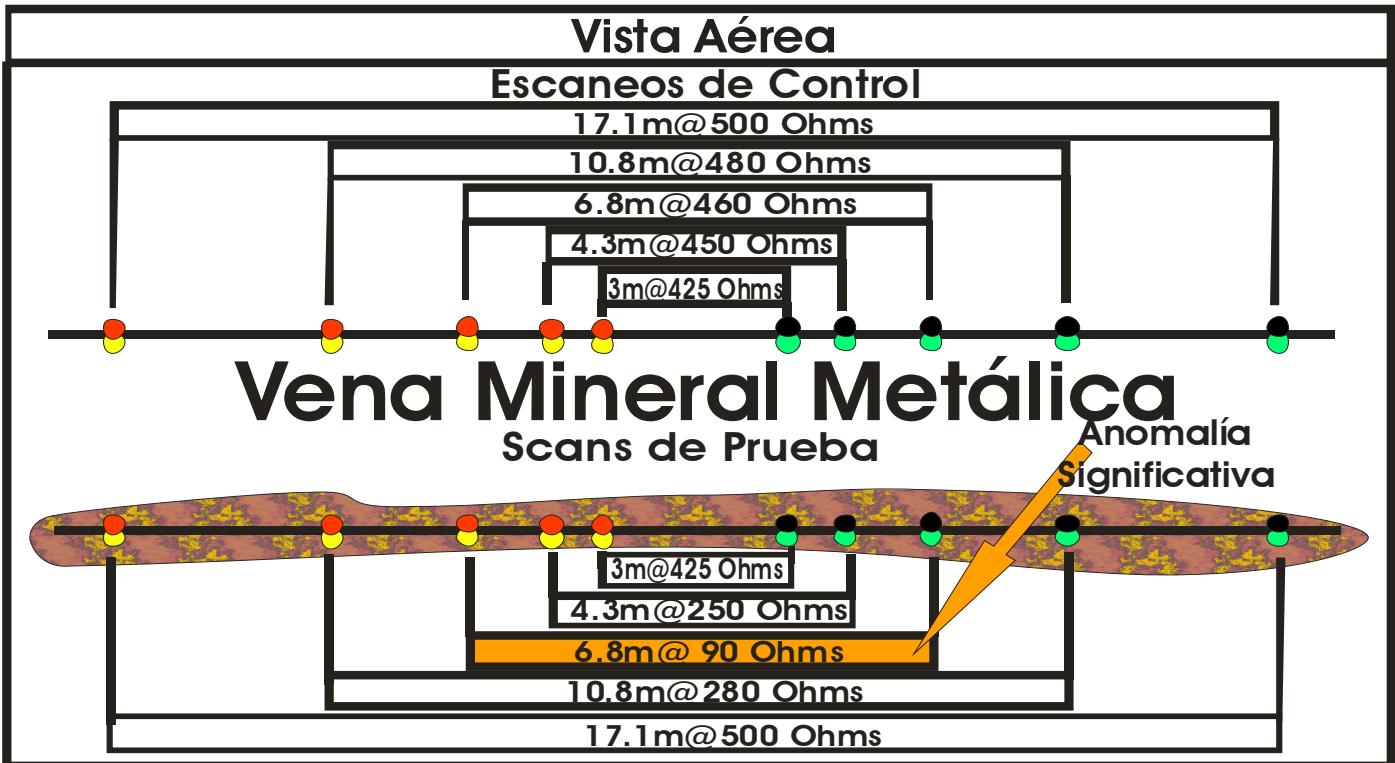 Vista Aérea
Escaneos de Control
17.1m@500 Ohms
10.8m@480 Ohms
6.8m@460 Ohms
4.3m@450 Ohms
3m@425 Ohms
Vena Mineral Metálica
Scans de Prueba
Anomalía
Significativa
3m@425 Ohms
4.3m@250 Ohms
6.8m@ 90 Ohms
10.8m@280 Ohms
17.1m@500 Ohms